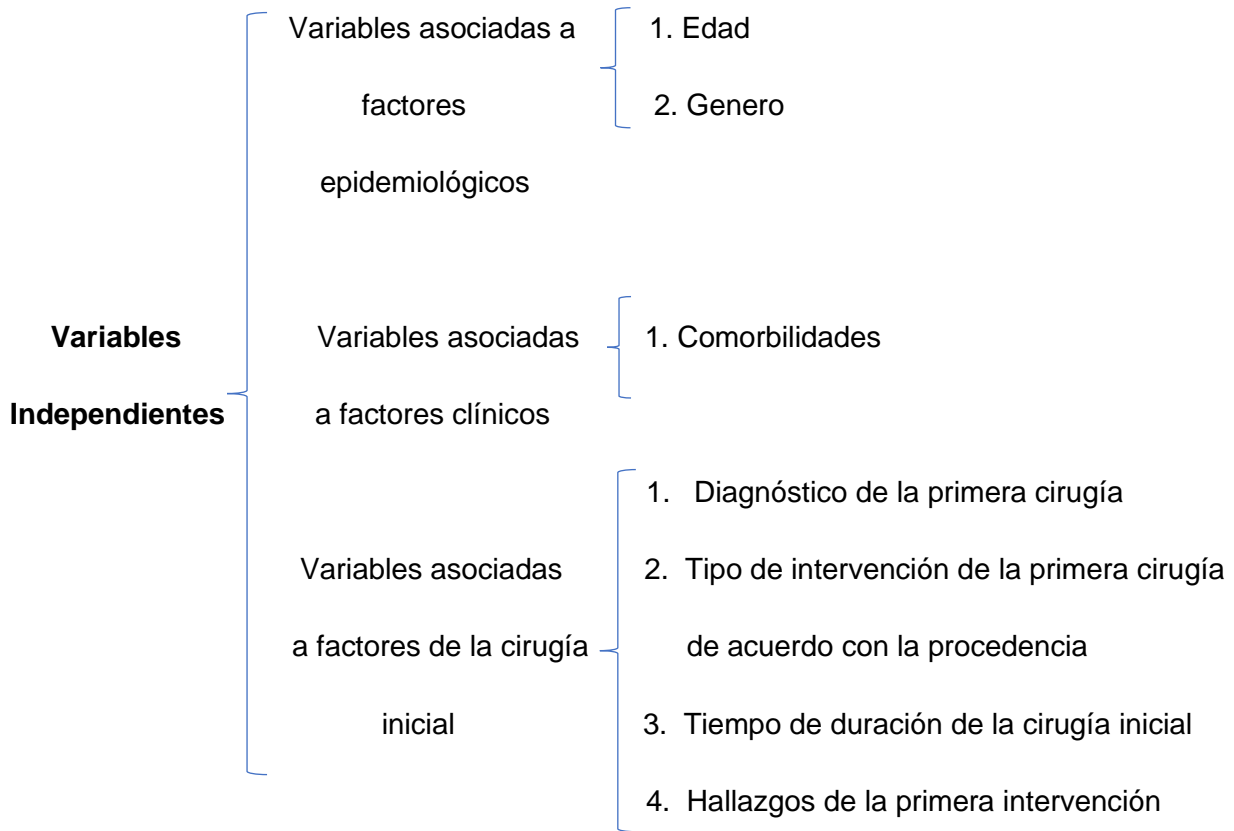 Variables asociadas a
factores
epidemiológicos
1. Edad
2. Genero
Variables
Independientes
Variables asociadas
a factores clínicos
1. Comorbilidades
Variables asociadas
a factores de la cirugía
inicial
1. Diagnóstico de la primera cirugía
2. Tipo de intervención de la primera cirugía
de acuerdo con la procedencia
3. Tiempo de duración de la cirugía inicial
4. Hallazgos de la primera intervención